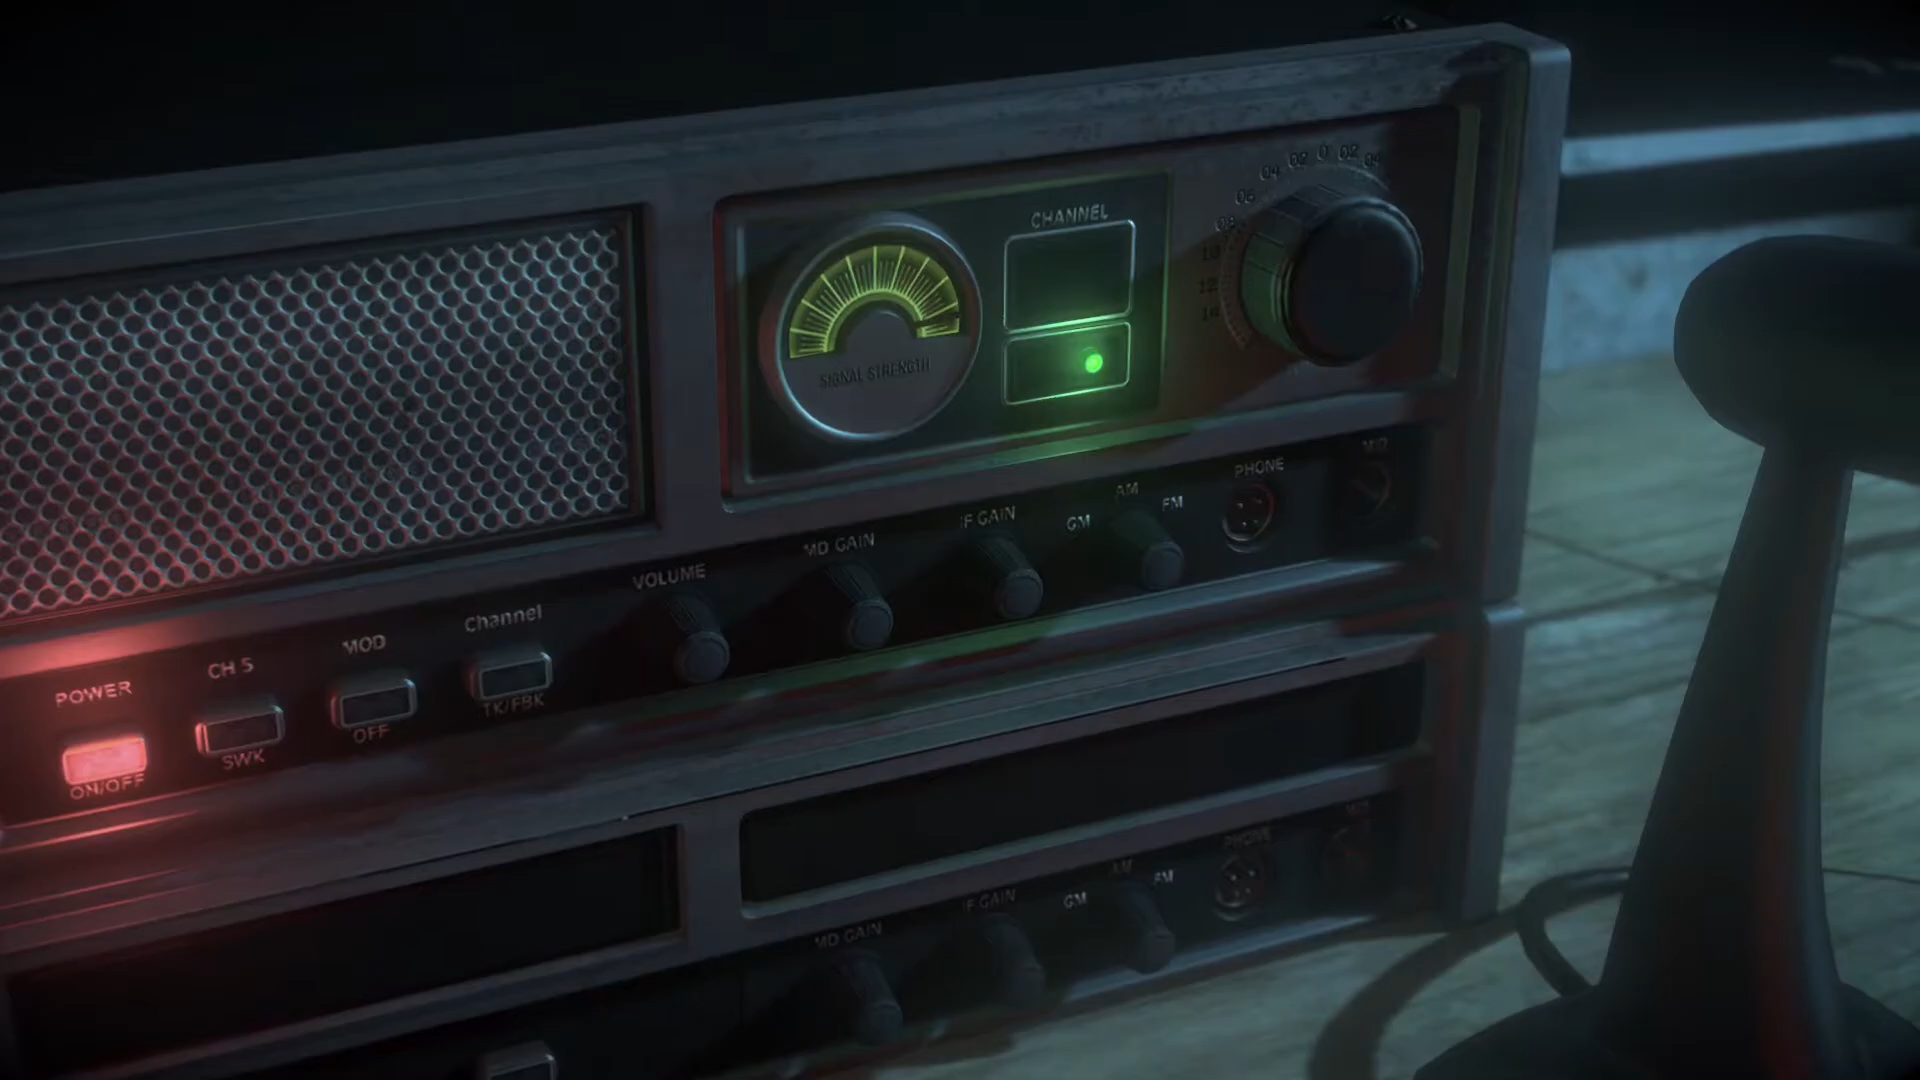 CHANNEL
SIGNAL STRENGTH
04 02 0 02 04
06
08
10
12
14
POWER
ON/OFF
CH 5
SWK
MOD
OFF
Channel
TK/FBK
VOLUME
MD GAIN
IF GAIN
GM AM FM
PHONE
MD GAIN
IF GAIN
GM AM FM
PHONE